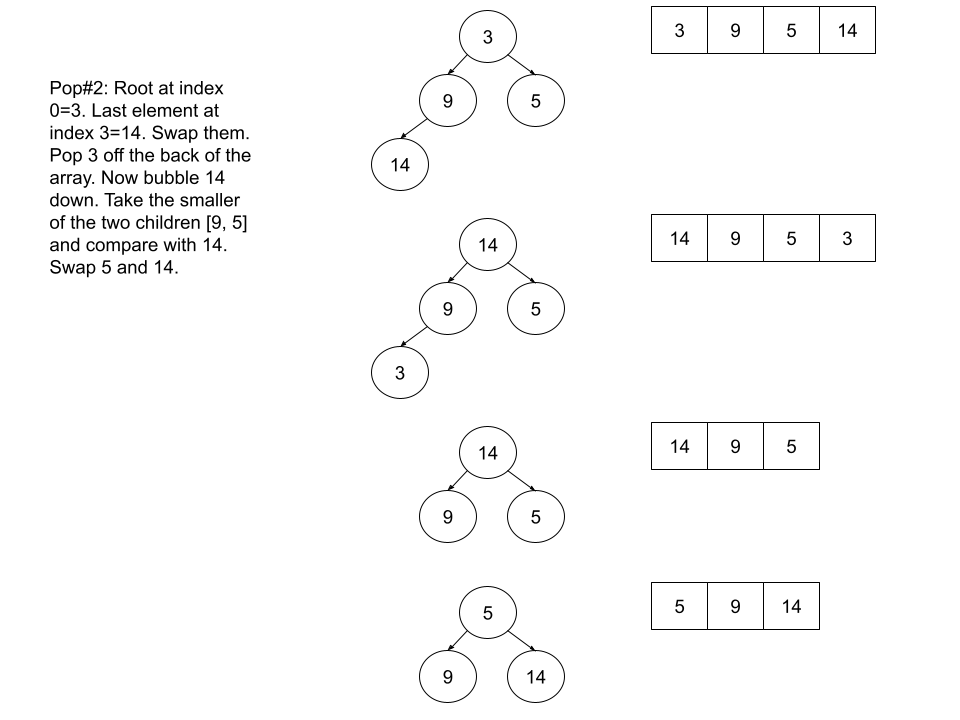 Pop#2: Root at index
0=3. Last element at
index 3=14. Swap them.
Pop 3 off the back of the
array. Now bubble 14
down. Take the smaller
of the two children [9, 5]
and compare with 14.
Swap 5 and 14.
3
9 5
14
3 9 5 14
14
9 5
3
14 9 5 3
14
9 5
14 9 5
5
9 14
5 9 14